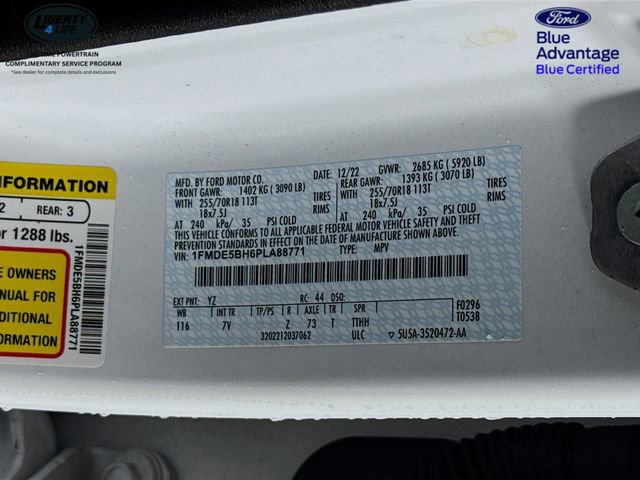 LIBERTY
4LIFE
TIME POWERTRAIN
COMPLIMENTARY SERVICE PROGRAM
*See dealer for complete details and exclusions.
Ford
Blue
Advantage
Blue Certified
INFORMATION
2 REAR: 3
or 1288 lbs.
E OWNERS
ANUAL FOR
DDITIONAL
ORMATION
1FMDE5BH6PLA88771
MFD. BY FORD MOTOR CO.
DATE: 12/22 GVWR: 2685 KG ( 5920 LB)
FRONT GAWR: 1402 KG ( 3090 LB)
REAR GAWR: 1393 KG ( 3070 LB)
WITH 255/70R18 113T TIRES
18x7.5J RIMS
AT 240 kPa/ 35 PSI COLD
WITH 255/70R18 113T TIRES
18x7.5J RIMS
AT 240 kPa/ 35 PSI COLD
THIS VEHICLE CONFORMS TO ALL APPLICABLE FEDERAL MOTOR VEHICLE SAFETY AND THEFT PREVENTION STANDARDS IN
EFFECT ON THE DATE OF MANUFACTURE SHOWN ABOVE.
VIN: 1FMDE5BH6PLA88771 TYPE: MPV
EXT PNT: YZ RC: 44 DSO:
WB INT TR TP/PS R AXLE TR SPR
116 7V Z 73 T TTHH
F0296
T0538
3202212037062 ULC
5U5A-3520472-AA